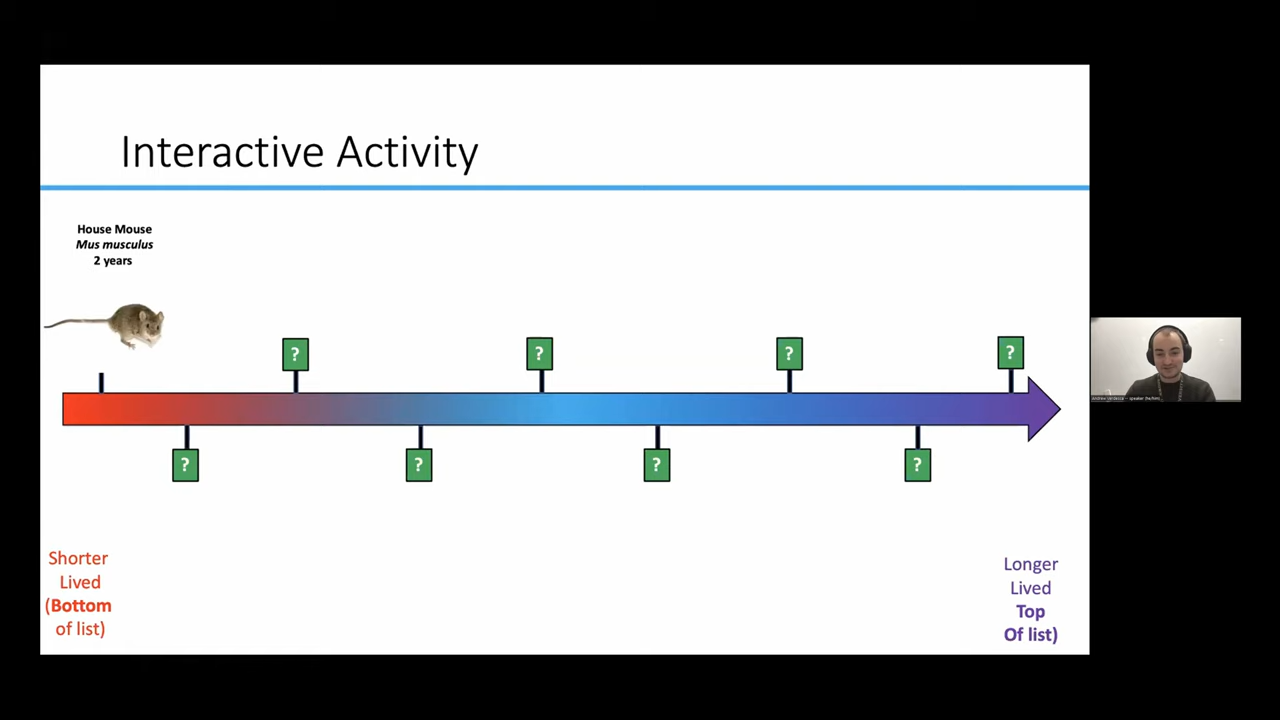 Interactive Activity
House Mouse
Mus musculus
2 years
?
?
?
?
?
?
?
?
Shorter
Lived
(Bottom
of list)
Longer
Lived
Top
Of list)